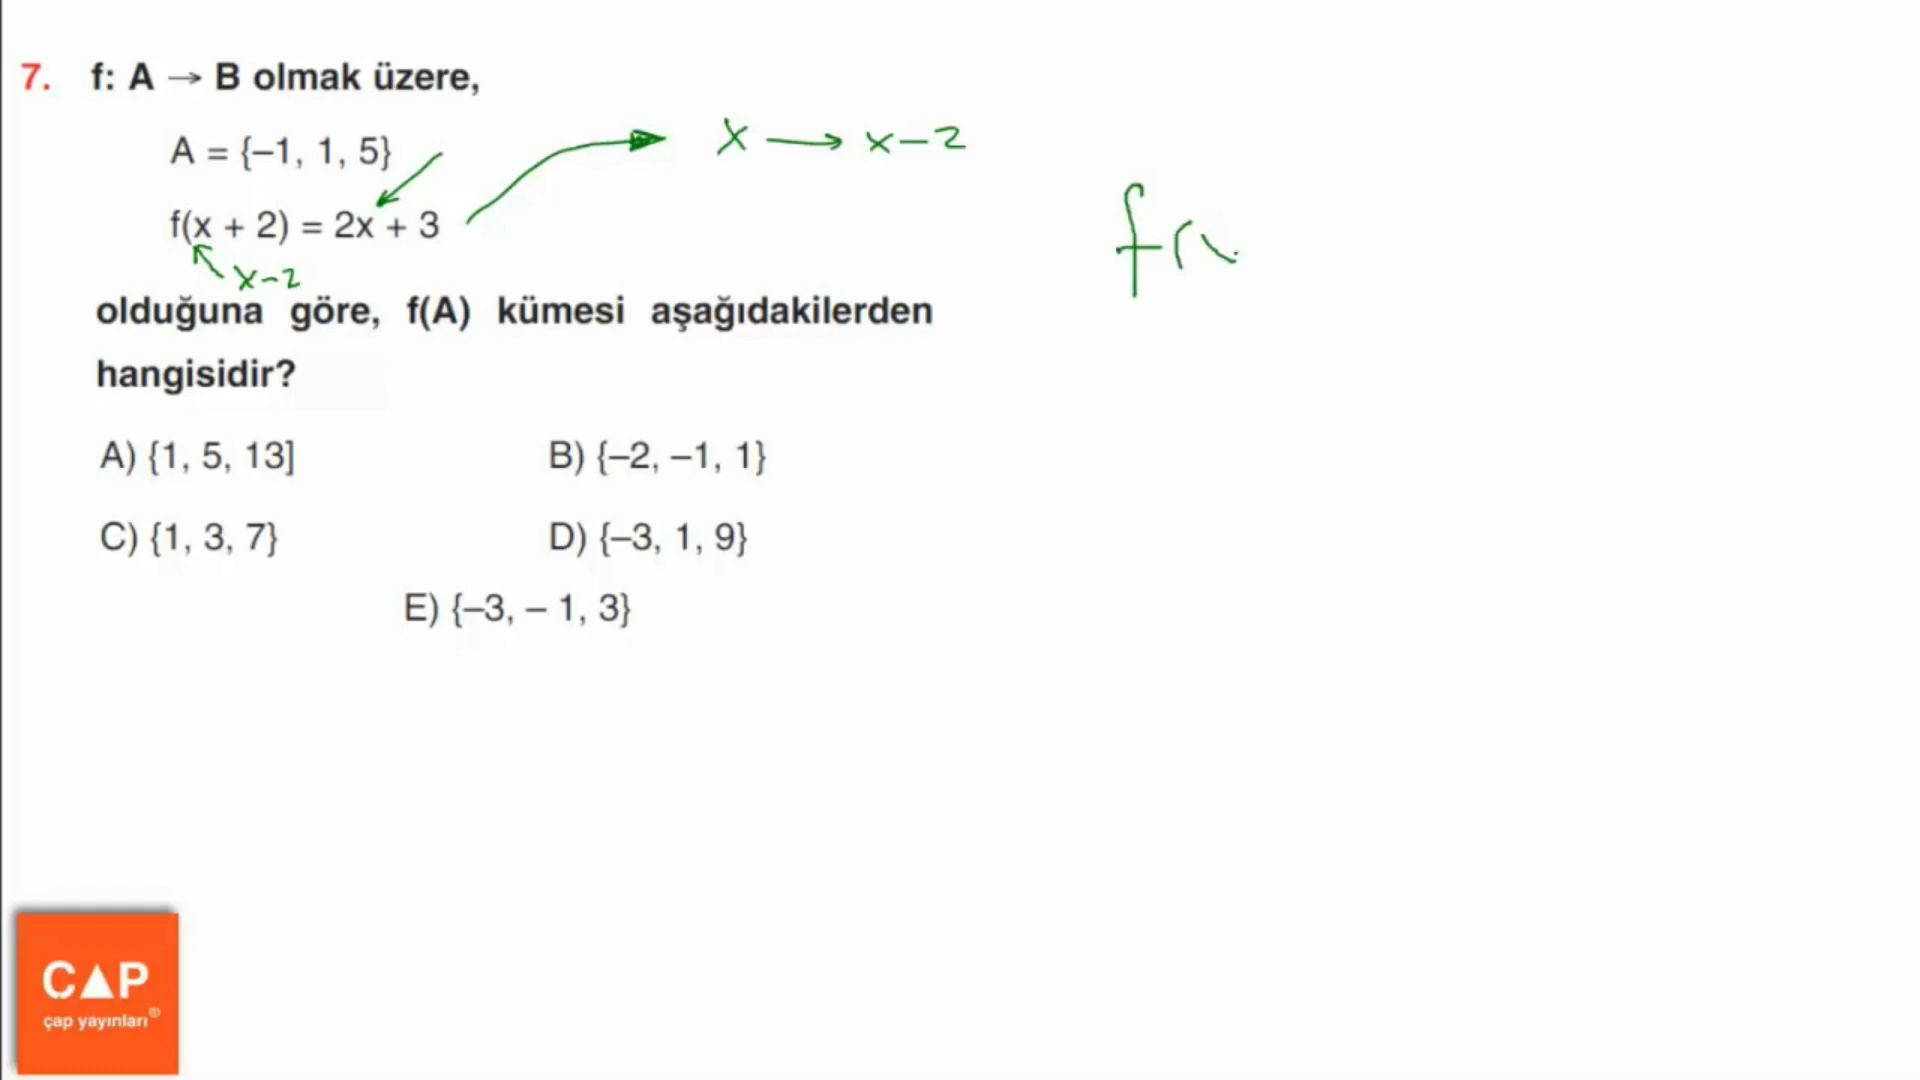 7. f: A → B olmak üzere,
A = {–1, 1, 5}
x → x-2
f(x + 2) = 2x + 3
x-2
olduğuna göre, f(A) kümesi aşağıdakilerden
hangisidir?
A) {1, 5, 13]
B) {–2, –1, 1}
C) {1, 3, 7}
D) {–3, 1, 9}
E) {–3, – 1, 3}
CAP
çap yayınları®